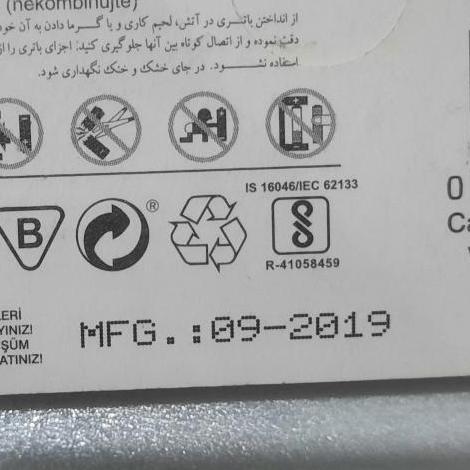 (nekombinujte)
از انداختن باتری در آتش، لحیم کاری و یا گرما دادن به آن خود
دقت نموده و از اتصال کوتاه بین آنها جلوگیری کنید: اجزای باتری را از
استفاده نشود. در جای خشک و خنک نگهداری شود.
IS 16046/IEC 62133
B
®
R-41058459
0
Ca
LERİ
YINIZ!
ŞÜM
ATINIZ!
MFG.:09-2019